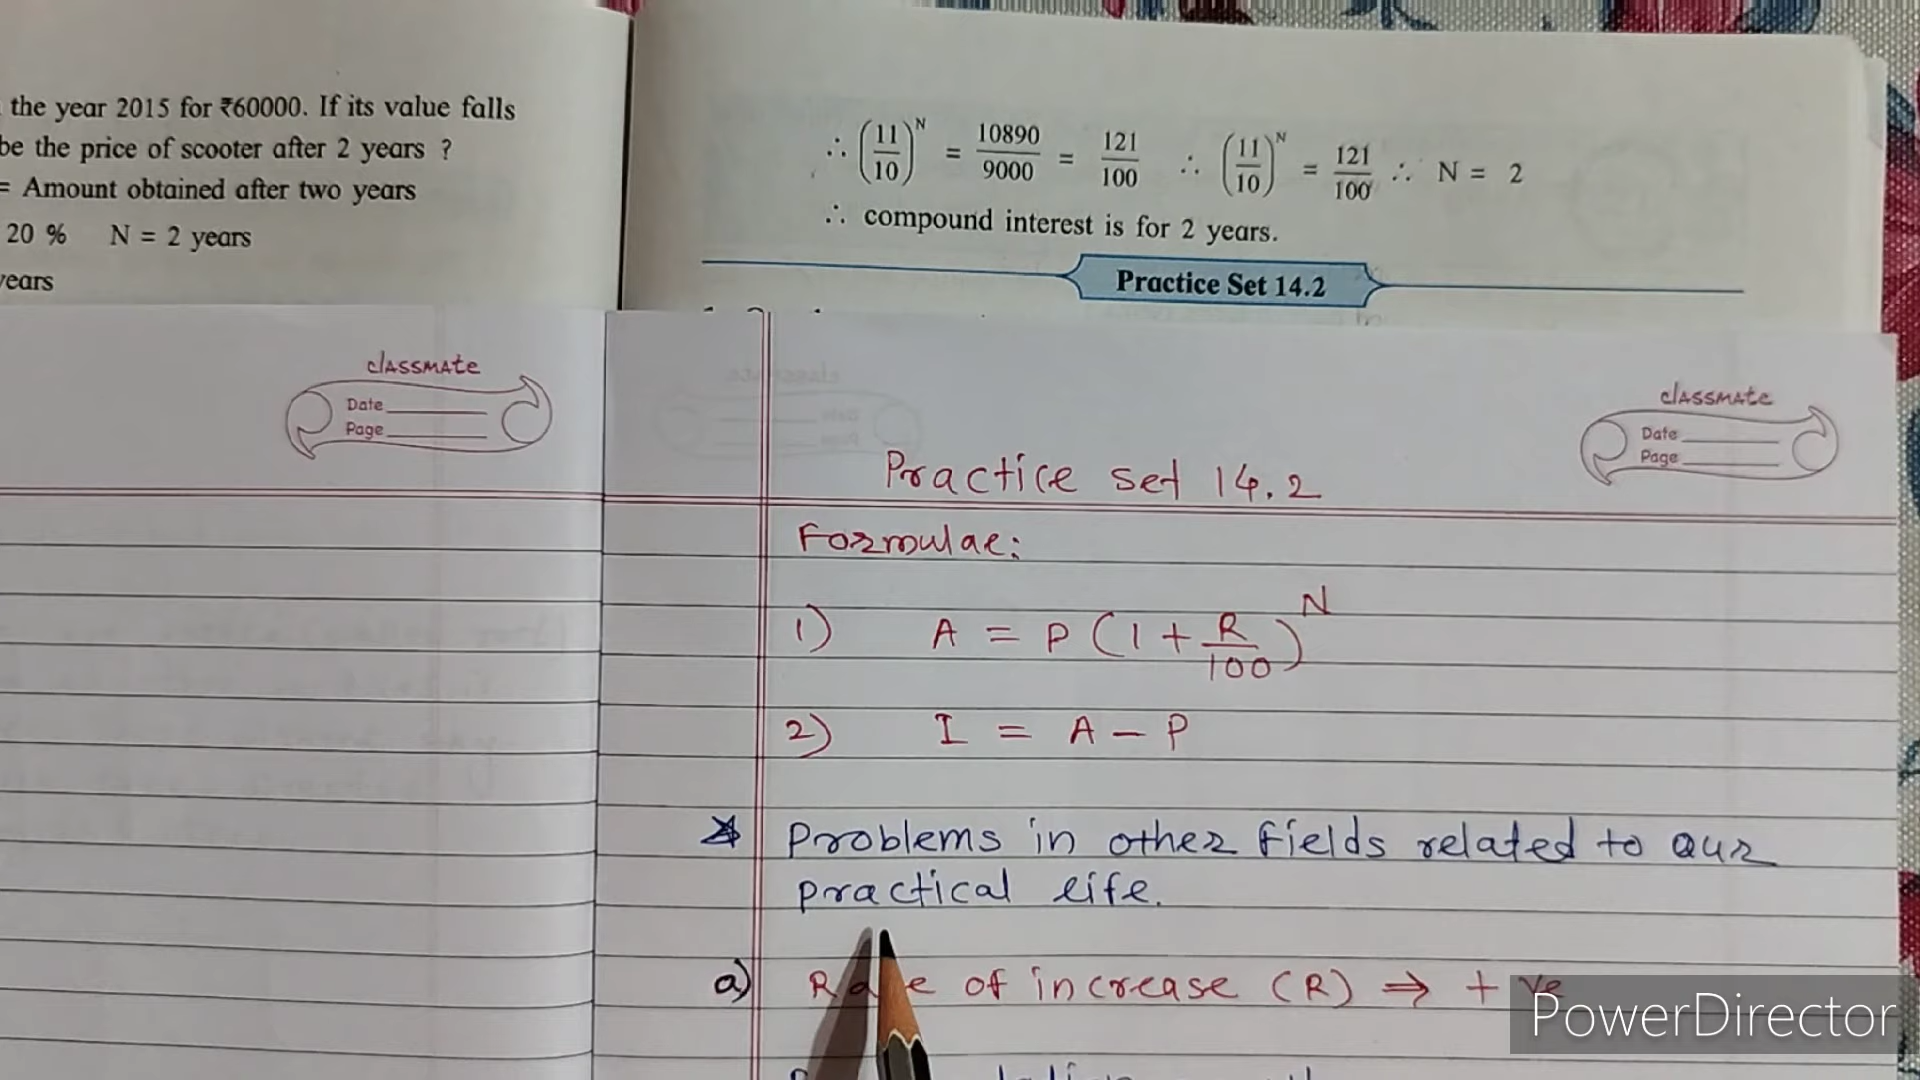 the year 2015 for ₹60000. If its value falls
be the price of scooter after 2 years ?
= Amount obtained after two years
20 % N = 2 years
years
∴ (11/10)^N = 10890/9000 = 121/100 ∴ (11/10)^N = 121/100 ∴ N = 2
∴ compound interest is for 2 years.
Practice Set 14.2
classmate
Date
Page
classmate
Date
Page
Practice set 14.2
Formulae:
1) A = P (1 + R/100)^N
2) I = A - P
Problems in other fields related to our
practical life.
a) of increase (R) ⇒ + ve
PowerDirector